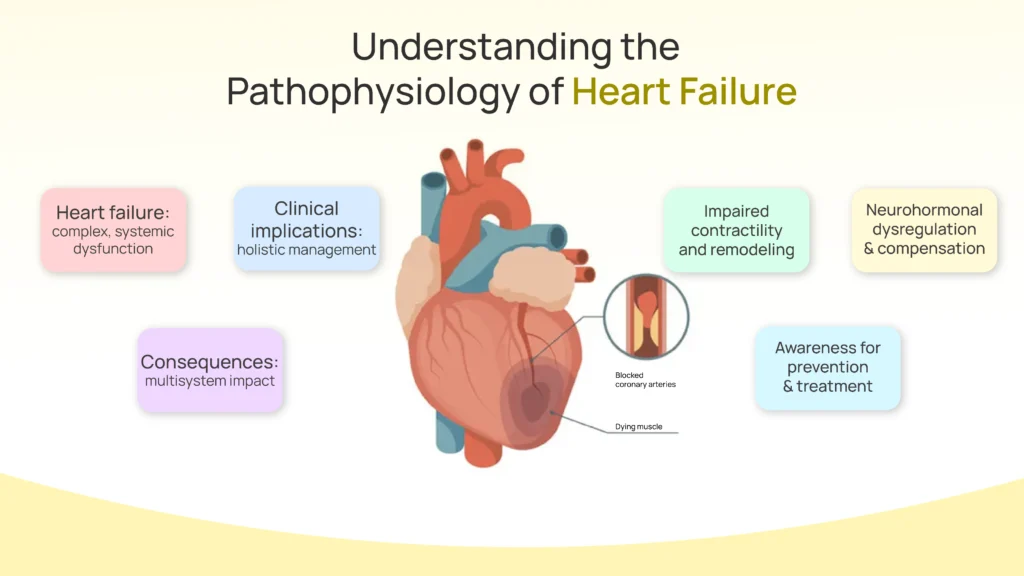 Understanding the
Pathophysiology of Heart Failure
Heart failure:
complex, systemic
dysfunction
Clinical
implications:
holistic management
Impaired
contractility
and remodeling
Neurohormonal
dysregulation
& compensation
Consequences:
multisystem impact
Awareness for
prevention
& treatment
Blocked
coronary arteries
Dying muscle